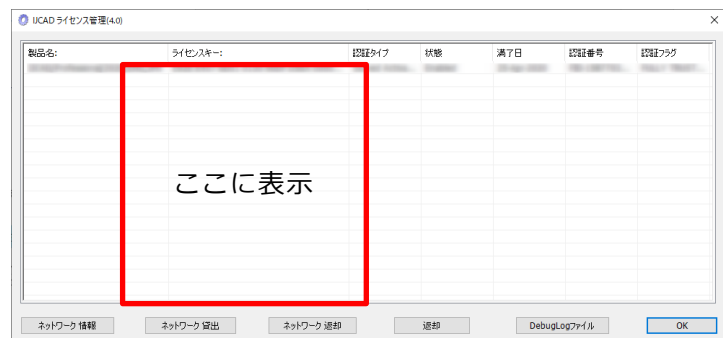 IJCAD ライセンス管理(4.0)
製品名: ライセンスキー: 認証タイプ 状態 満了日 認証番号 認証フラグ
ここに表示
ネットワーク 情報 ネットワーク 貸出 ネットワーク 返却 返却 DebugLogファイル OK